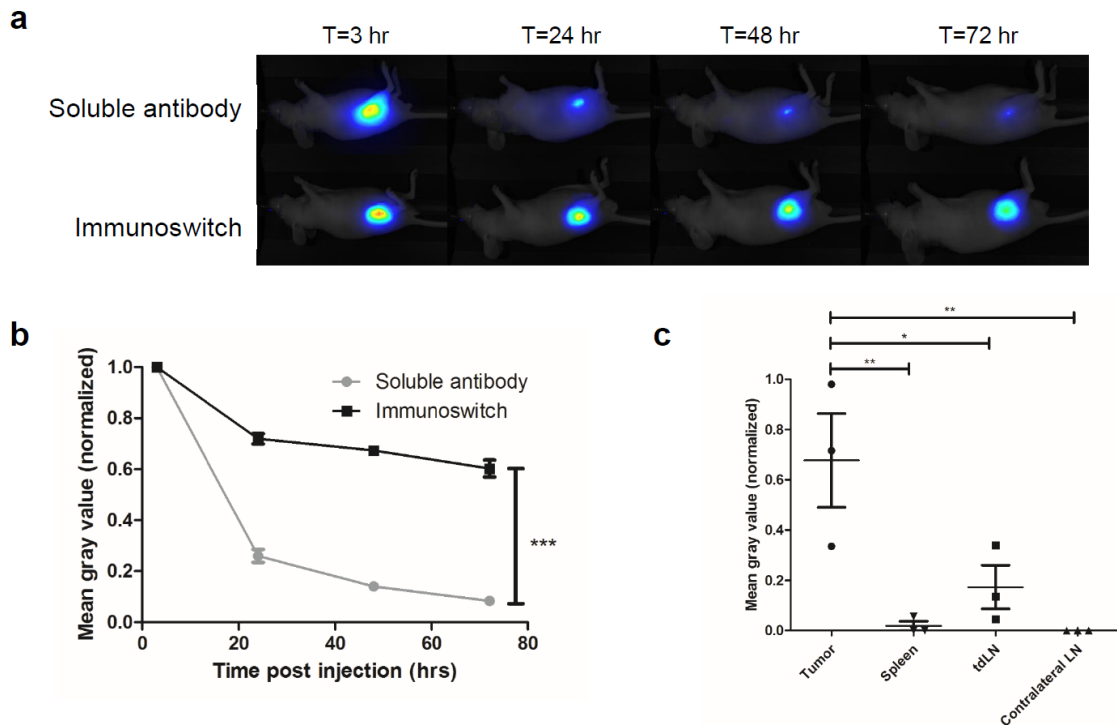 a
T=3 hr T=24 hr T=48 hr T=72 hr
Soluble antibody
Immunoswitch
b
Mean gray value (normalized)
1.0
0.8
0.6
0.4
0.2
0.0
0 20 40 60 80
Time post injection (hrs)
Soluble antibody
Immunoswitch
***
c
**
*
**
Mean gray value (normalized)
1.0
0.8
0.6
0.4
0.2
0.0
Tumor
Spleen
tdLN
Contralateral LN